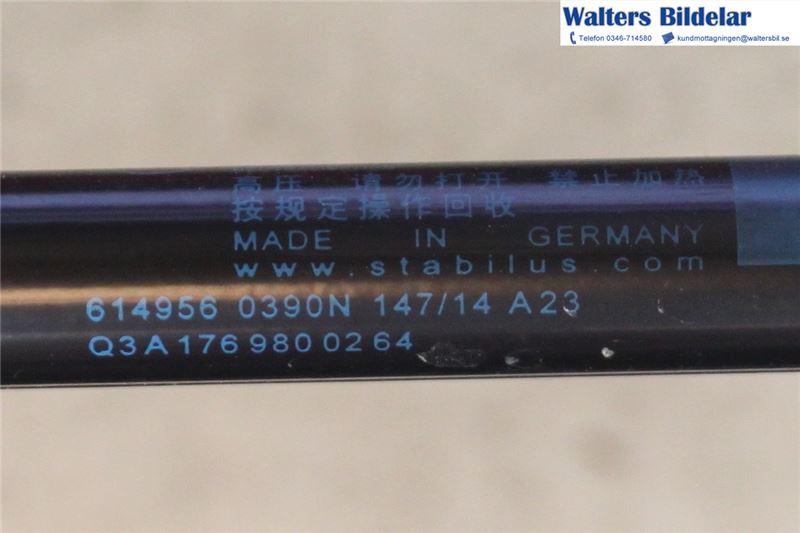 Walters Bildelar
Telefon 0346-714580 kundmottagningen@waltersbil.se
高压 请勿打开 禁止加热
按规定操作回收
MADE IN GERMANY
www.stabilus.com
614956 0390N 147/14 A23
Q3A 176 980 02 64